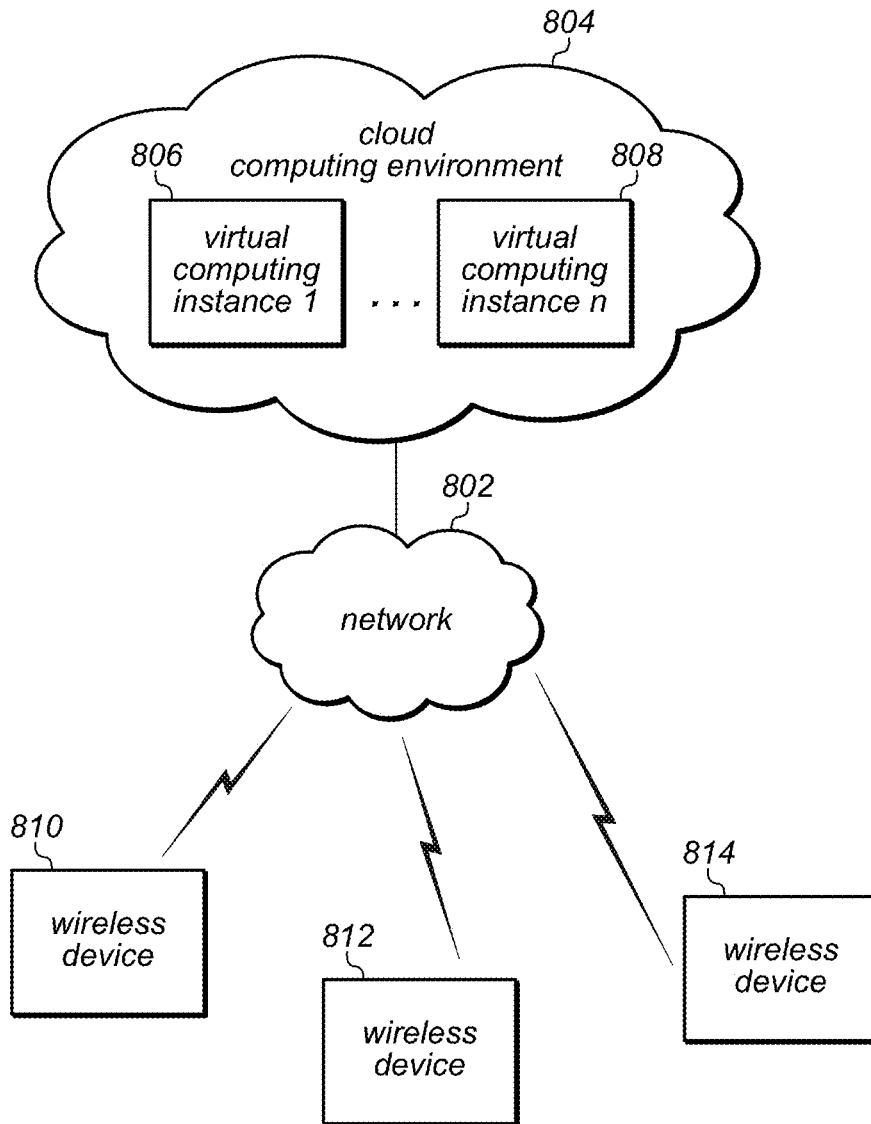 804
cloud
computing environment
806
808
virtual
computing
instance 1
. . .
virtual
computing
instance n
802
network
810
wireless
device
812
wireless
device
814
wireless
device